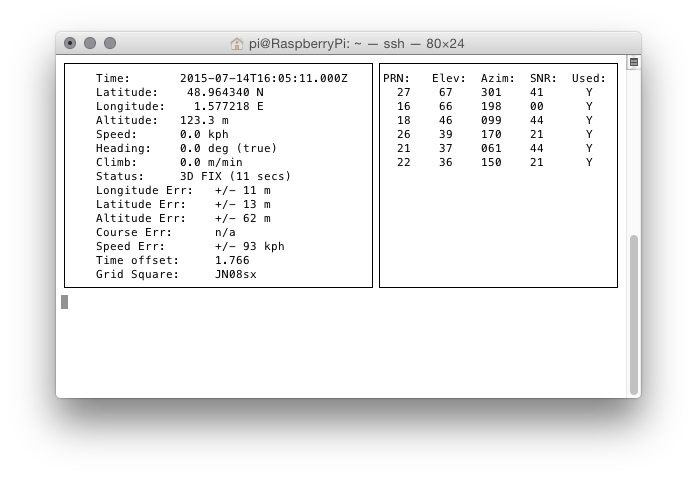 pi@RaspberryPi: ~ — ssh — 80×24
Time: 2015-07-14T16:05:11.000Z
Latitude: 48.964340 N
Longitude: 1.577218 E
Altitude: 123.3 m
Speed: 0.0 kph
Heading: 0.0 deg (true)
Climb: 0.0 m/min
Status: 3D FIX (11 secs)
Longitude Err: +/- 11 m
Latitude Err: +/- 13 m
Altitude Err: +/- 62 m
Course Err: n/a
Speed Err: +/- 93 kph
Time offset: 1.766
Grid Square: JN08sx
PRN: Elev: Azim: SNR: Used:
27 67 301 41 Y
16 66 198 00 Y
18 46 099 44 Y
26 39 170 21 Y
21 37 061 44 Y
22 36 150 21 Y